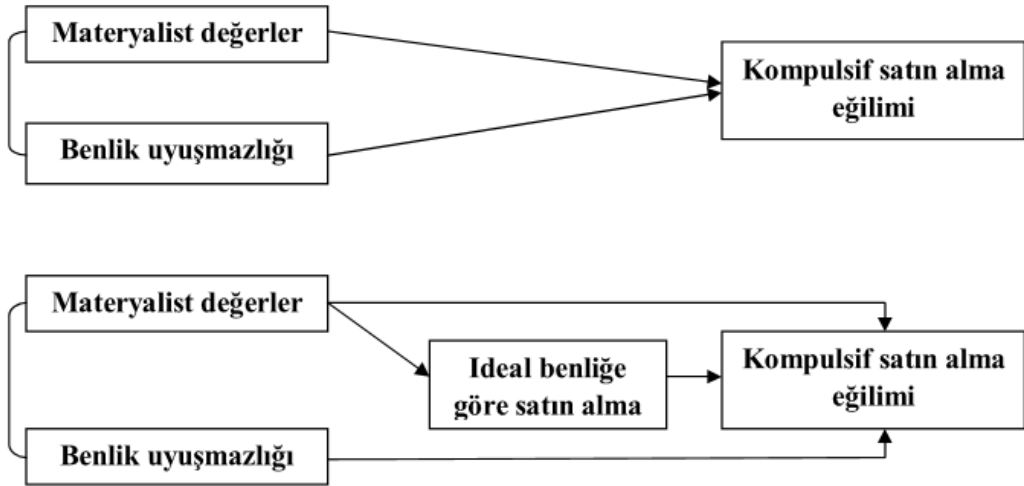 Materyalist değerler
Kompulsif satın alma
eğilimi
Benlik uyuşmazlığı
Materyalist değerler
Ideal benliğe
göre satın alma
Kompulsif satın alma
eğilimi
Benlik uyuşmazlığı